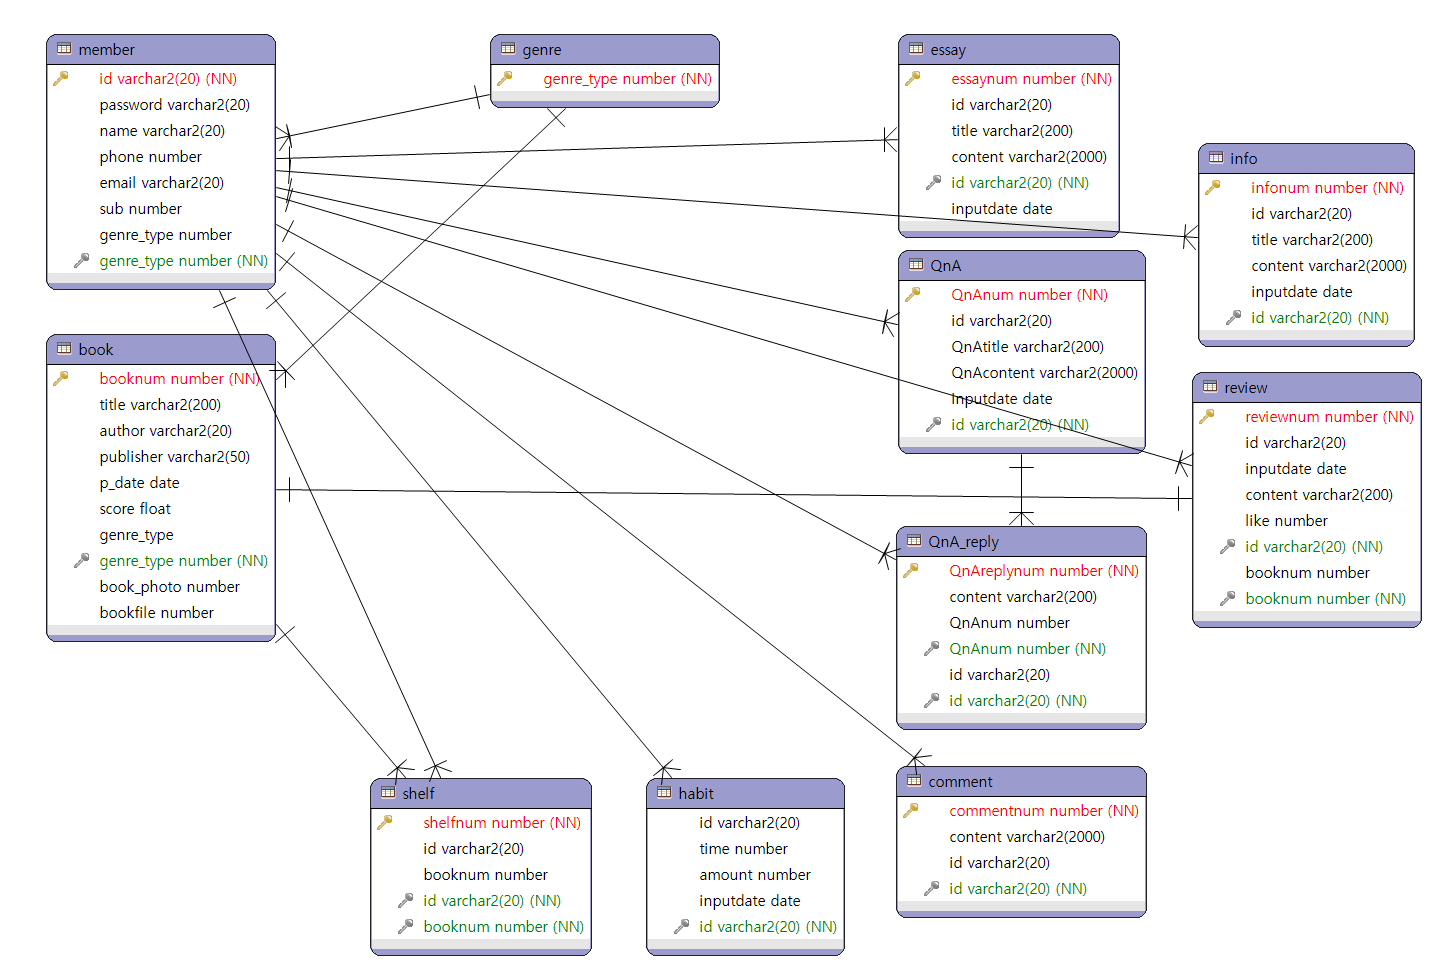 member
id varchar2(20) (NN)
password varchar2(20)
name varchar2(20)
phone number
email varchar2(20)
sub number
genre_type number
genre_type number (NN)
genre
genre_type number (NN)
essay
essaynum number (NN)
id varchar2(20)
title varchar2(200)
content varchar2(2000)
id varchar2(20) (NN)
inputdate date
info
infonum number (NN)
id varchar2(20)
title varchar2(200)
content varchar2(2000)
inputdate date
id varchar2(20) (NN)
QnA
QnAnum number (NN)
id varchar2(20)
QnAtitle varchar2(200)
QnAcontent varchar2(2000)
inputdate date
id varchar2(20) (NN)
book
booknum number (NN)
title varchar2(200)
author varchar2(20)
publisher varchar2(50)
p_date date
score float
genre_type
genre_type number (NN)
book_photo number
bookfile number
review
reviewnum number (NN)
id varchar2(20)
inputdate date
content varchar2(200)
like number
id varchar2(20) (NN)
booknum number
booknum number (NN)
QnA_reply
QnAreplynum number (NN)
content varchar2(200)
QnAnum number
QnAnum number (NN)
id varchar2(20)
id varchar2(20) (NN)
shelf
shelfnum number (NN)
id varchar2(20)
booknum number
id varchar2(20) (NN)
booknum number (NN)
habit
id varchar2(20)
time number
amount number
inputdate date
id varchar2(20) (NN)
comment
commentnum number (NN)
content varchar2(2000)
id varchar2(20)
id varchar2(20) (NN)